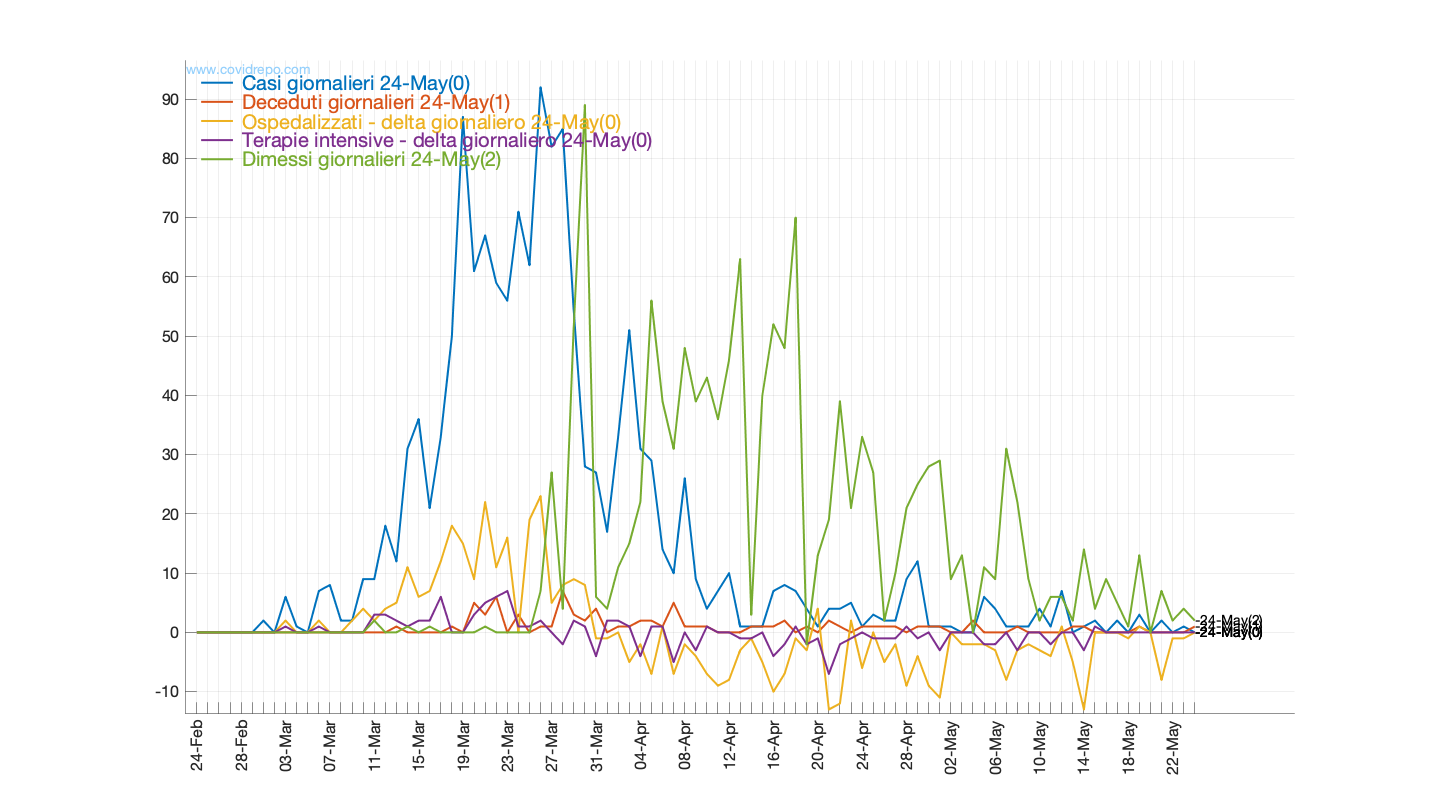 www.covidrepo.com
Casi giornalieri 24-May(0)
Deceduti giornalieri 24-May(1)
Ospedalizzati - delta giornaliero 24-May(0)
Terapie intensive - delta giornaliero 24-May(0)
Dimessi giornalieri 24-May(2)
90
80
70
60
50
40
30
20
10
0
-10
24-May(2)
24-May(0)
24-Feb 28-Feb 03-Mar 07-Mar 11-Mar 15-Mar 19-Mar 23-Mar 27-Mar 31-Mar 04-Apr 08-Apr 12-Apr 16-Apr 20-Apr 24-Apr 28-Apr 02-May 06-May 10-May 14-May 18-May 22-May